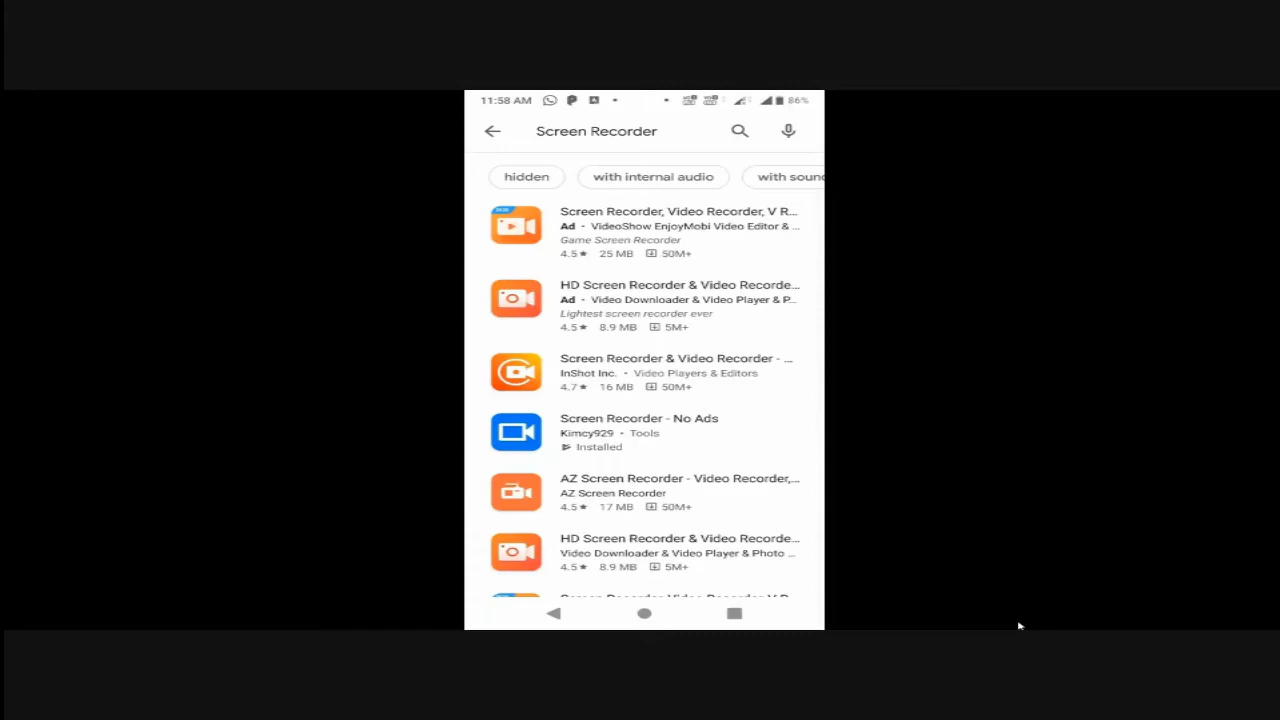 11:58 AM 86%
Screen Recorder
hidden with internal audio with soun
Screen Recorder, Video Recorder, V R...
Ad • VideoShow EnjoyMobi Video Editor & ...
Game Screen Recorder
4.5★ 25 MB 50M+
HD Screen Recorder & Video Recorde...
Ad • Video Downloader & Video Player & P...
Lightest screen recorder ever
4.5★ 8.9 MB 5M+
Screen Recorder & Video Recorder - ...
InShot Inc. • Video Players & Editors
4.7★ 16 MB 50M+
Screen Recorder - No Ads
Kimcy929 • Tools
Installed
AZ Screen Recorder - Video Recorder,...
AZ Screen Recorder
4.5★ 17 MB 50M+
HD Screen Recorder & Video Recorde...
Video Downloader & Video Player & Photo ...
4.5★ 8.9 MB 5M+